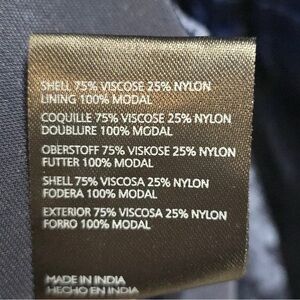 SHELL 75% VISCOSE 25% NYLON
LINING 100% MODAL
COQUILLE 75% VISCOSE 25% NYLON
DOUBLURE 100% MODAL
OBERSTOFF 75% VISKOSE 25% NYLON
FUTTER 100% MODAL
SHELL 75% VISCOSA 25% NYLON
FODERA 100% MODAL
EXTERIOR 75% VISCOSA 25% NYLON
FORRO 100% MODAL
MADE IN INDIA
HECHO EN INDIA